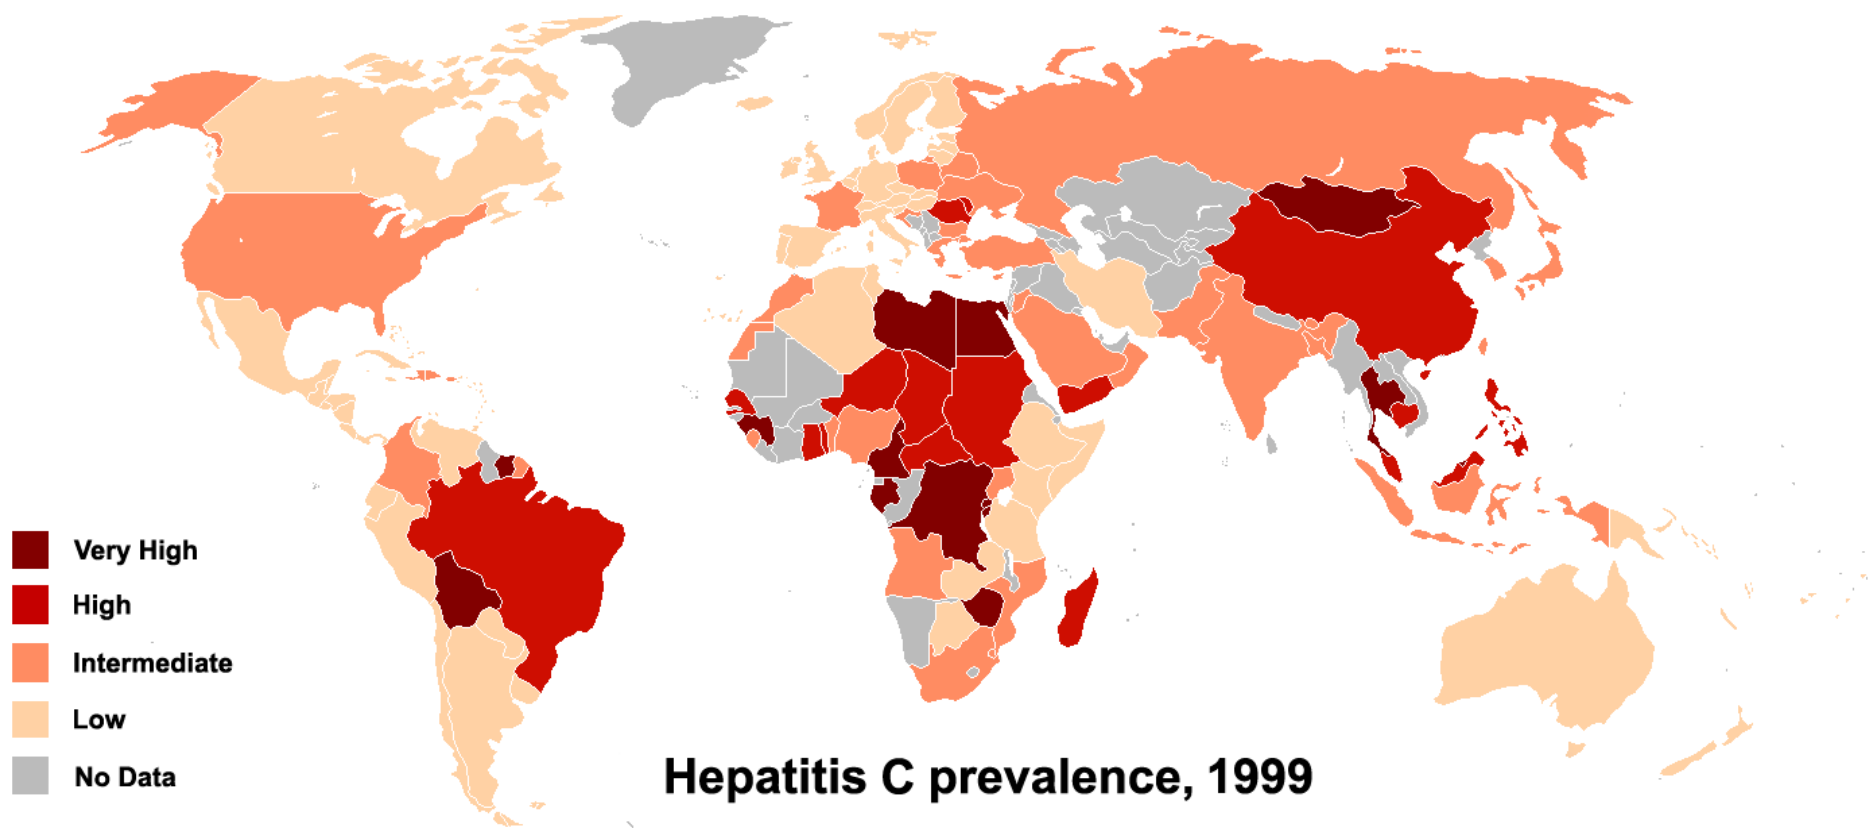 Very High
High
Intermediate
Low
No Data
Hepatitis C prevalence, 1999